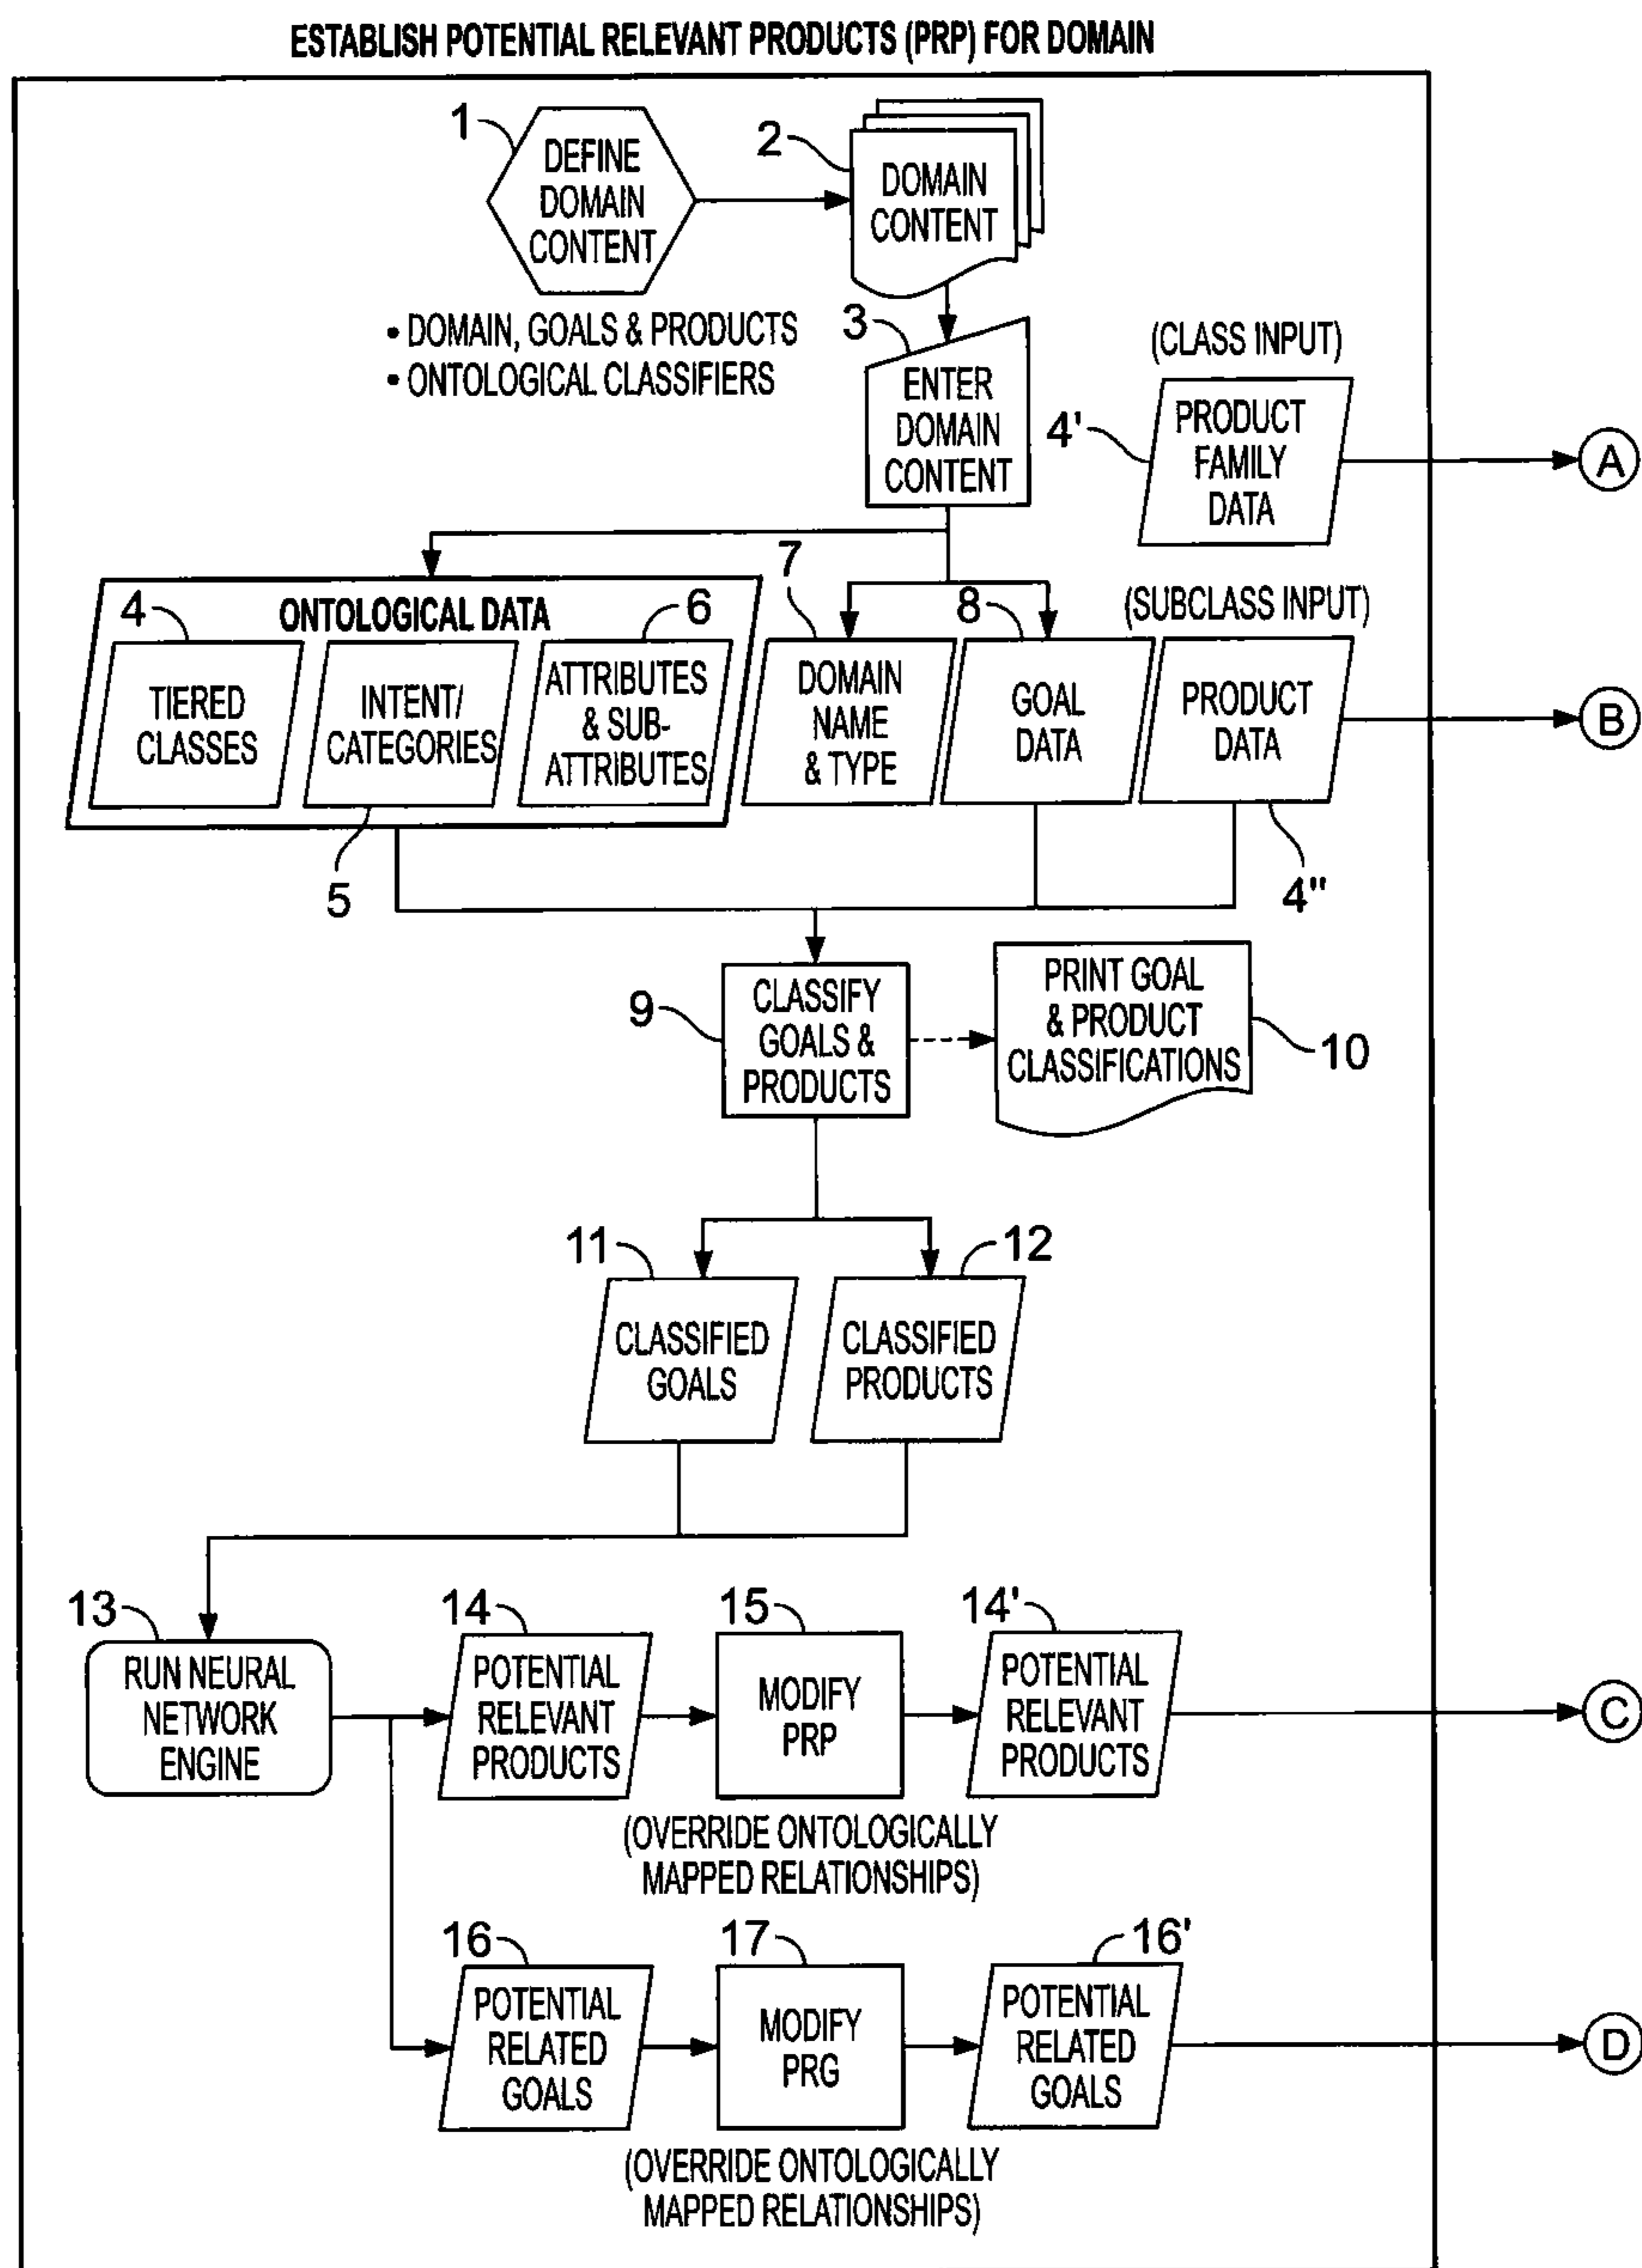 ESTABLISH POTENTIAL RELEVANT PRODUCTS (PRP) FOR DOMAIN
1
DEFINE
DOMAIN
CONTENT
2
DOMAIN
CONTENT
• DOMAIN, GOALS & PRODUCTS
• ONTOLOGICAL CLASSIFIERS
3
ENTER
DOMAIN
CONTENT
(CLASS INPUT)
4'
PRODUCT
FAMILY
DATA
A
ONTOLOGICAL DATA
4
TIERED
CLASSES
INTENT/
CATEGORIES
5
6
ATTRIBUTES
& SUB-
ATTRIBUTES
7
DOMAIN
NAME
& TYPE
8
GOAL
DATA
(SUBCLASS INPUT)
PRODUCT
DATA
4"
B
9
CLASSIFY
GOALS &
PRODUCTS
PRINT GOAL
& PRODUCT
CLASSIFICATIONS
10
11
CLASSIFIED
GOALS
12
CLASSIFIED
PRODUCTS
13
RUN NEURAL
NETWORK
ENGINE
14
POTENTIAL
RELEVANT
PRODUCTS
15
MODIFY
PRP
14'
POTENTIAL
RELEVANT
PRODUCTS
C
(OVERRIDE ONTOLOGICALLY
MAPPED RELATIONSHIPS)
16
POTENTIAL
RELATED
GOALS
17
MODIFY
PRG
16'
POTENTIAL
RELATED
GOALS
D
(OVERRIDE ONTOLOGICALLY
MAPPED RELATIONSHIPS)